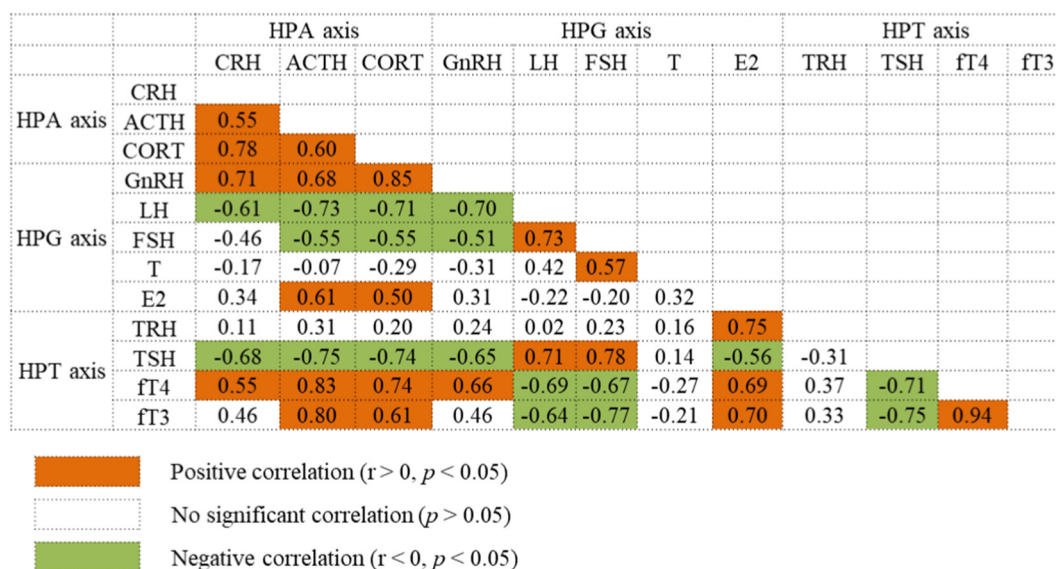 HPA axis HPG axis HPT axis
CRH ACTH CORT GnRH LH FSH T E2 TRH TSH fT4 fT3
HPA axis
CRH
ACTH 0.55
CORT 0.78 0.60
HPG axis
GnRH 0.71 0.68 0.85
LH -0.61 -0.73 -0.71 -0.70
FSH -0.46 -0.55 -0.55 -0.51 0.73
T -0.17 -0.07 -0.29 -0.31 0.42 0.57
E2 0.34 0.61 0.50 0.31 -0.22 -0.20 0.32
HPT axis
TRH 0.11 0.31 0.20 0.24 0.02 0.23 0.16 0.75
TSH -0.68 -0.75 -0.74 -0.65 0.71 0.78 0.14 -0.56 -0.31
fT4 0.55 0.83 0.74 0.66 -0.69 -0.67 -0.27 0.69 0.37 -0.71
fT3 0.46 0.80 0.61 0.46 -0.64 -0.77 -0.21 0.70 0.33 -0.75 0.94
Positive correlation (r > 0, p < 0.05)
No significant correlation (p > 0.05)
Negative correlation (r < 0, p < 0.05)